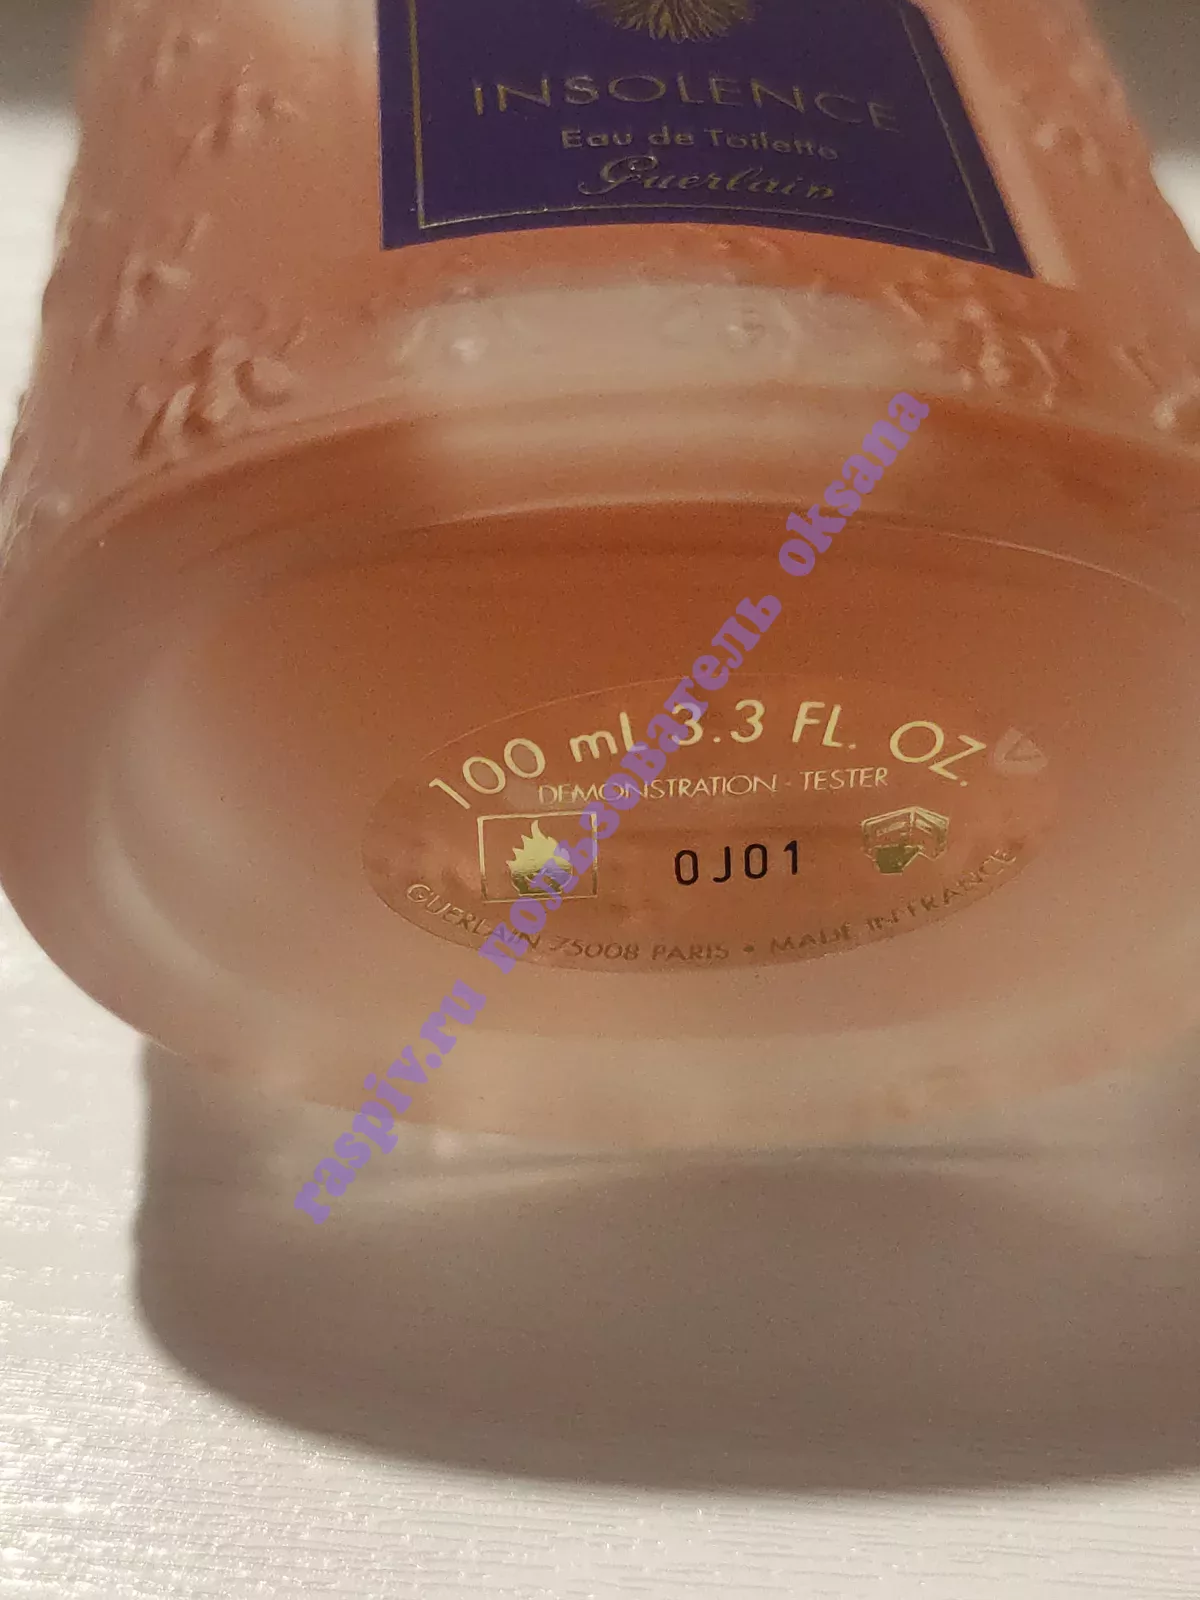 INSOLENCE
Eau de Toilette
Guerlain
100 ml 3.3 FL. OZ.
DEMONSTRATION - TESTER
0J01
GUERLAIN 75008 PARIS • MADE IN FRANCE
raspiv.ru пользователь oksana